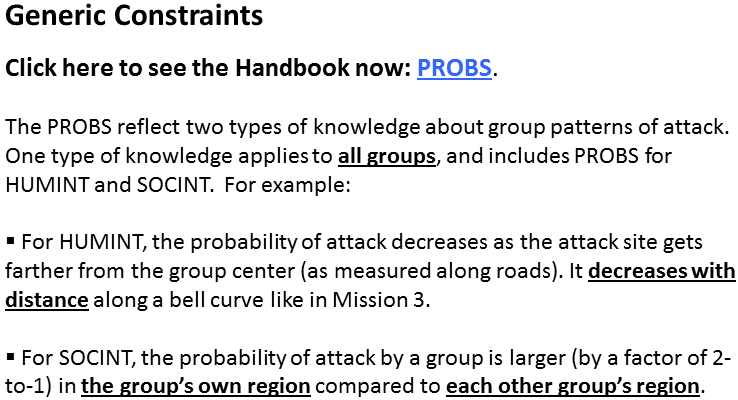 Generic Constraints
Click here to see the Handbook now: PROBS.
The PROBS reflect two types of knowledge about group patterns of attack.
One type of knowledge applies to all groups, and includes PROBS for
HUMINT and SOCINT.  For example:
▪ For HUMINT, the probability of attack decreases as the attack site gets
farther from the group center (as measured along roads). It decreases with
distance along a bell curve like in Mission 3.
▪ For SOCINT, the probability of attack by a group is larger (by a factor of 2-
to-1) in the group’s own region compared to each other group’s region.